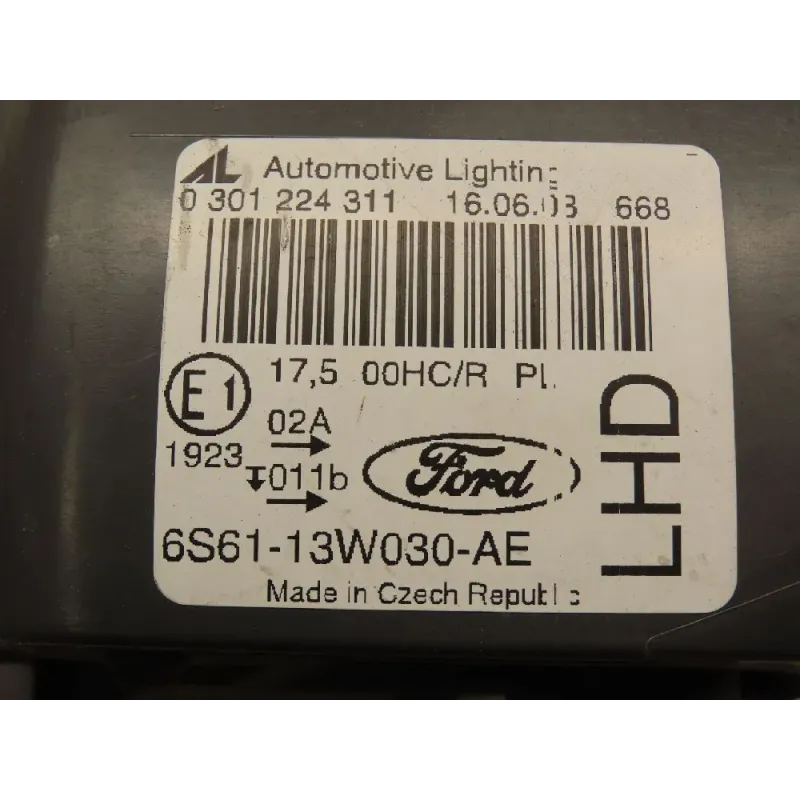 AL Automotive Lighting
0 301 224 311 16.06.08 668
E1 17,5 00HC/R PL
02A
1923
011b
Ford
6S61-13W030-AE
LHD
Made in Czech Republic